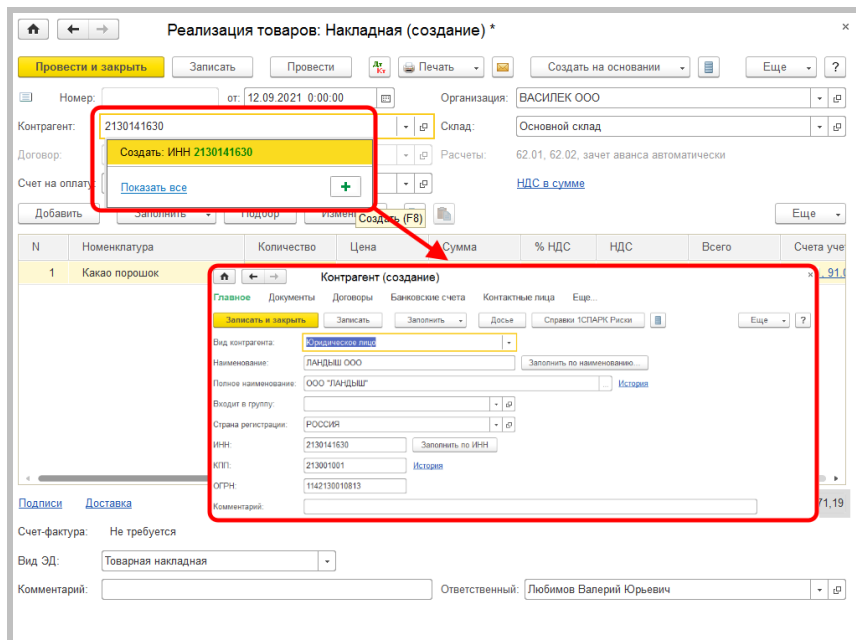 Реализация товаров: Накладная (создание) *
Провести и закрыть Записать Провести Дт Кт Печать Создать на основании Еще ?
Номер: от: 12.09.2021 0:00:00 Организация: ВАСИЛЕК ООО
Контрагент: 2130141630 Склад: Основной склад
Создать: ИНН 2130141630
Договор: Расчеты: 62.01, 62.02, зачет аванса автоматически
Счет на оплату: Показать все НДС в сумме
Создать (F8)
Добавить Заполнить Подбор Измен Еще
N Номенклатура Количество Цена Сумма % НДС НДС Всего Счета учет
1 Какао порошок , 91.0
Контрагент (создание)
Главное Документы Договоры Банковские счета Контактные лица Еще...
Записать и закрыть Записать Заполнить Досье Справки 1СПАРК Риски Еще ?
Вид контрагента: Юридическое лицо
Наименование: ЛАНДЫШ ООО Заполнить по наименованию...
Полное наименование: ООО "ЛАНДЫШ" ... История
Входит в группу:
Страна регистрации: РОССИЯ
ИНН: 2130141630 Заполнить по ИНН
КПП: 213001001 История
ОГРН: 1142130010813
Комментарий:
Подписи Доставка 71,19
Счет-фактура: Не требуется
Вид ЭД: Товарная накладная
Комментарий: Ответственный: Любимов Валерий Юрьевич